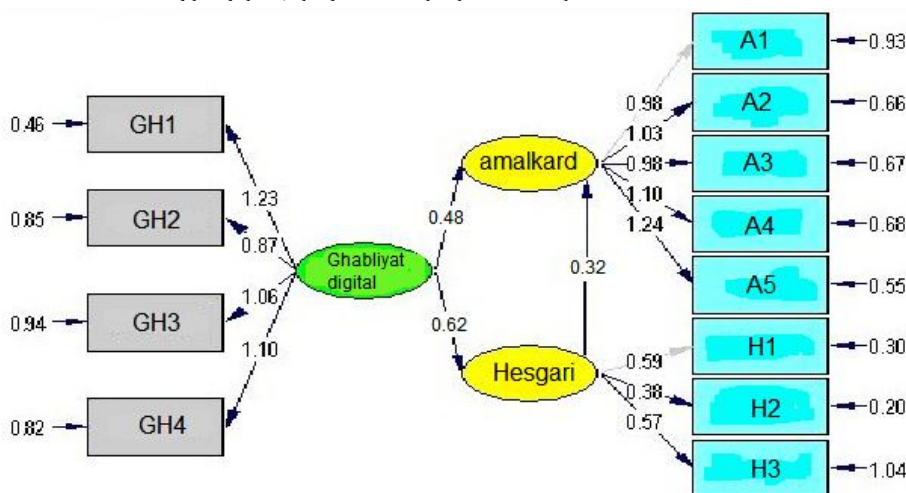 0.46
GH1
0.85
GH2
0.94
GH3
0.82
GH4
1.23
0.87
1.06
1.10
Ghabliyat
digital
0.48
0.62
amalkard
0.32
Hesgari
0.98
1.03
0.98
1.10
1.24
0.59
0.38
0.57
A1
0.93
A2
0.66
A3
0.67
A4
0.68
A5
0.55
H1
0.30
H2
0.20
H3
1.04